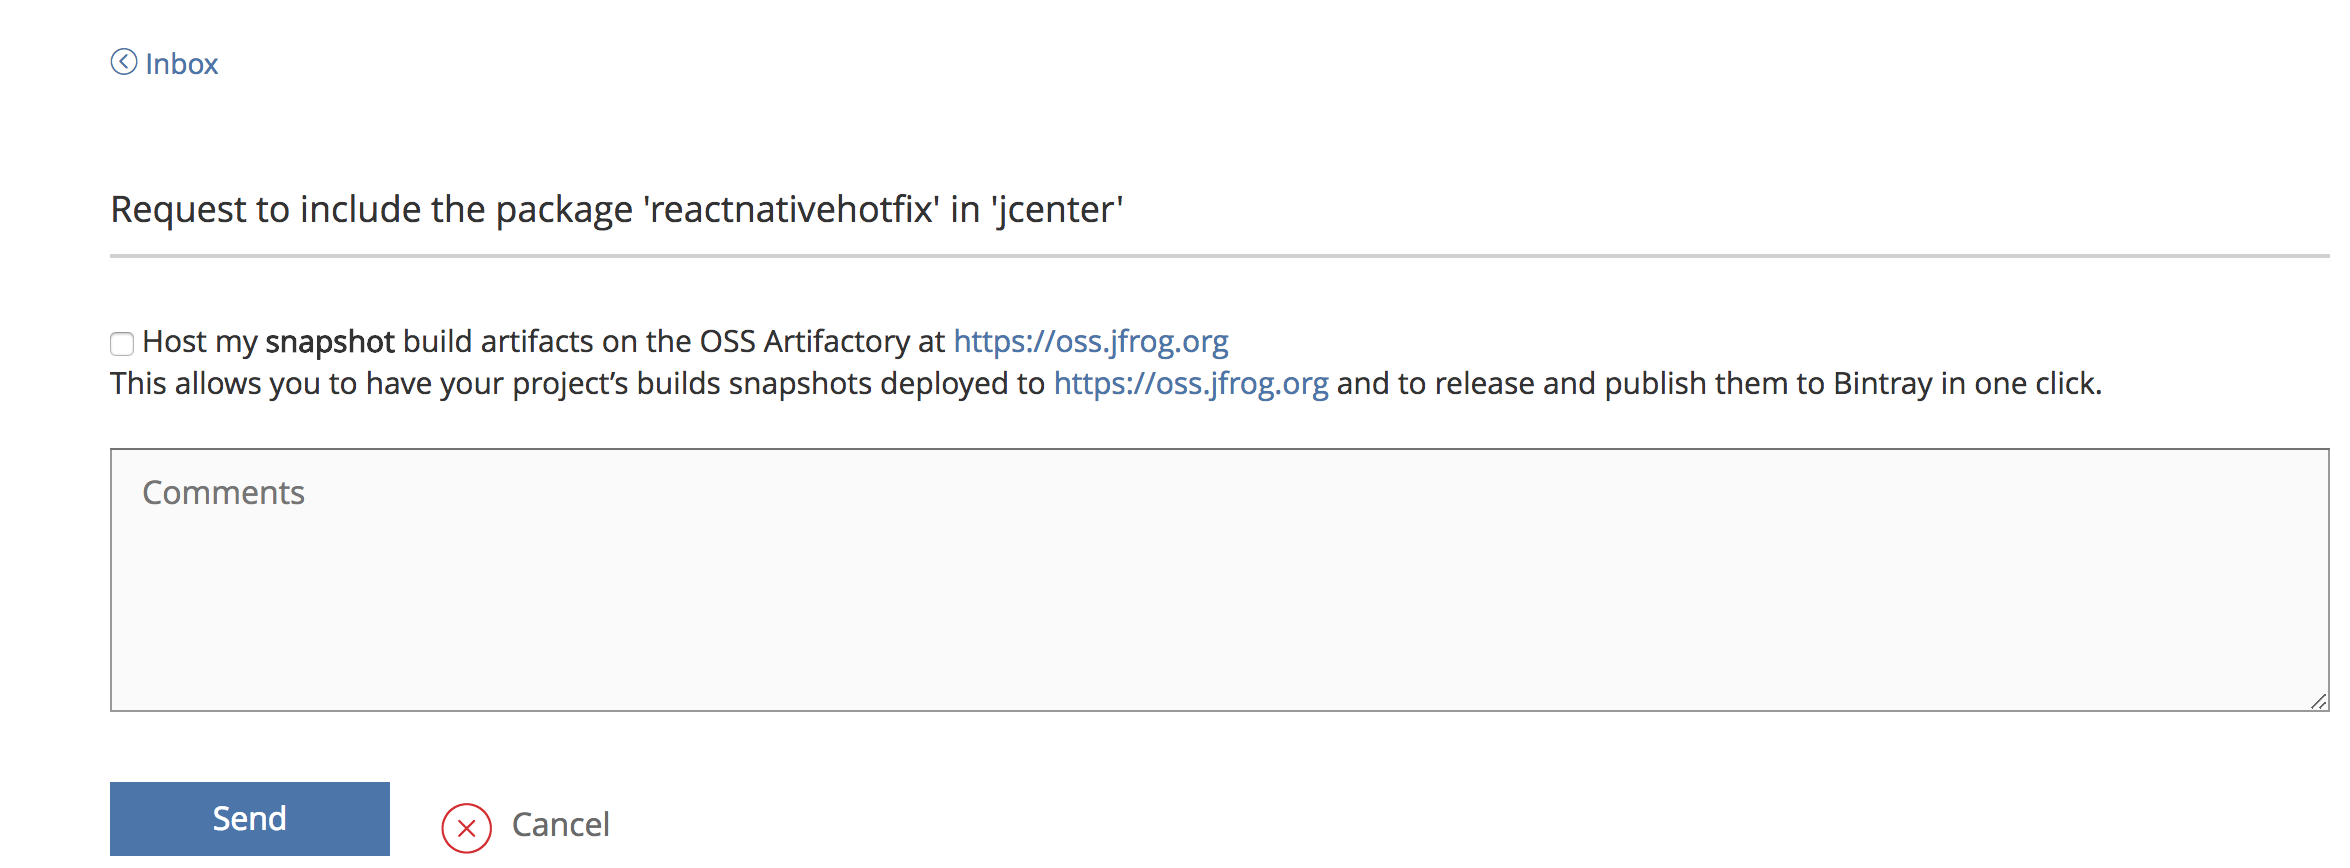 Inbox
Request to include the package 'reactnativehotfix' in 'jcenter'
Host my snapshot build artifacts on the OSS Artifactory at https://oss.jfrog.org
This allows you to have your project’s builds snapshots deployed to https://oss.jfrog.org and to release and publish them to Bintray in one click.
Comments
Send
Cancel